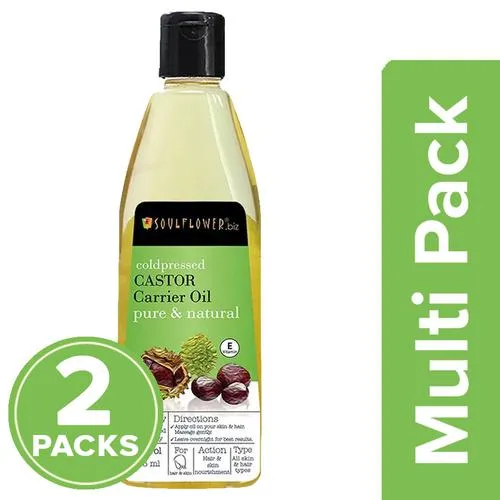 SOULFLOWER®.biz
coldpressed
CASTOR
Carrier Oil
pure & natural
E
Vitamin
Directions
✓ Apply oil on your skin & hair
Massage gently.
✓ Leave overnight for best results.
For
hair & skin
Action
Hair &
skin
nourishment
Type
All skin
& hair
types
2
PACKS
Multi Pack